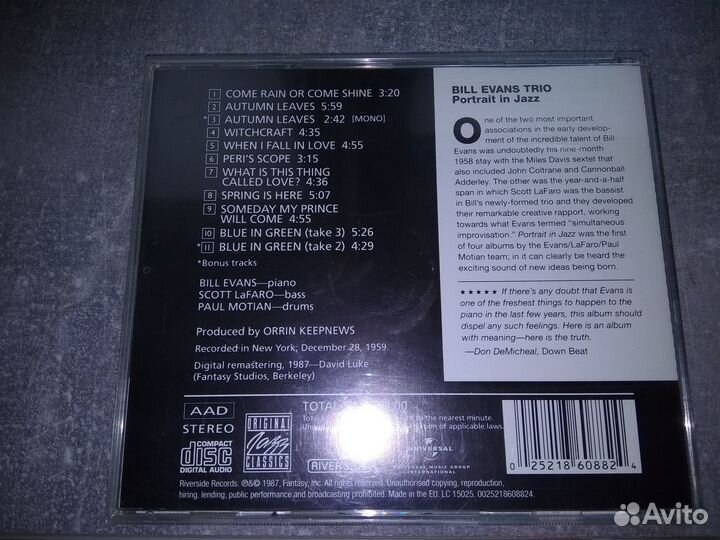 1 COME RAIN OR COME SHINE 3:20
2 AUTUMN LEAVES 5:59
*3 AUTUMN LEAVES 2:42 [MONO]
4 WITCHCRAFT 4:35
5 WHEN I FALL IN LOVE 4:55
6 PERI'S SCOPE 3:15
7 WHAT IS THIS THING
CALLED LOVE? 4:36
8 SPRING IS HERE 5:07
9 SOMEDAY MY PRINCE
WILL COME 4:55
10 BLUE IN GREEN (take 3) 5:26
*11 BLUE IN GREEN (take 2) 4:29
*Bonus tracks
BILL EVANS—piano
SCOTT LaFARO—bass
PAUL MOTIAN—drums
Produced by ORRIN KEEPNEWS
Recorded in New York; December 28, 1959.
Digital remastering, 1987—David Luke
(Fantasy Studios, Berkeley)
BILL EVANS TRIO
Portrait in Jazz
One of the two most important
associations in the early develop-
ment of the incredible talent of Bill
Evans was undoubtedly his nine-month
1958 stay with the Miles Davis sextet that
also included John Coltrane and Cannonball
Adderley. The other was the year-and-a-half
span in which Scott LaFaro was the bassist
in Bill's newly-formed trio and they developed
their remarkable creative rapport, working
towards what Evans termed "simultaneous
improvisation." Portrait in Jazz was the first
of four albums by the Evans/LaFaro/Paul
Motian team; in it can clearly be heard the
exciting sound of new ideas being born.
★★★★★ If there's any doubt that Evans is
one of the freshest things to happen to the
piano in the last few years, this album should
dispel any such feelings. Here is an album
with meaning—here is the truth.
—Don DeMicheal, Down Beat
AAD
STEREO
COMPACT
disc
DIGITAL AUDIO
ORIGINAL
Jazz
CLASSICS
TOTAL
to the nearest minute.
of applicable laws.
RIVERSIDE
UNIVERSAL
UNIVERSAL MUSIC GROUP
INTERNATIONAL
0 25218 60882 4
Riverside Records. ℗&© 1987, Fantasy, Inc. All rights reserved. Unauthorised copying, reproduction,
hiring, lending, public performance and broadcasting prohibited. Made in the EU. LC 15025. 0025218608824.
Avito